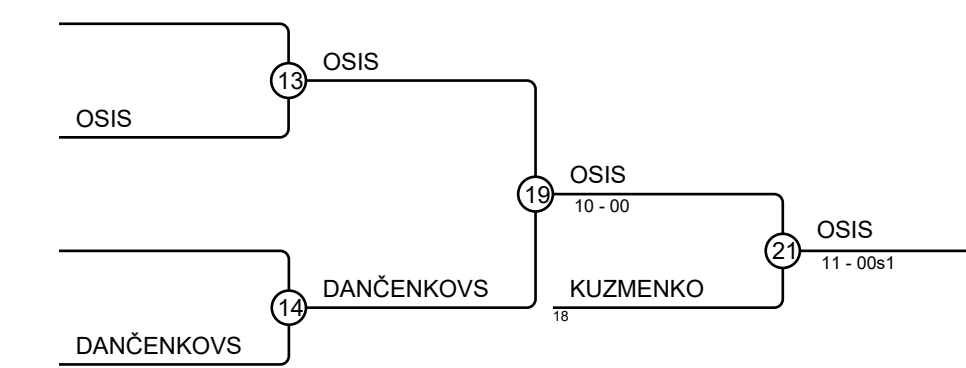 OSIS
13
OSIS
OSIS
19
10 - 00
OSIS
21
11 - 00s1
DANČENKOVS
KUZMENKO
14
18
DANČENKOVS